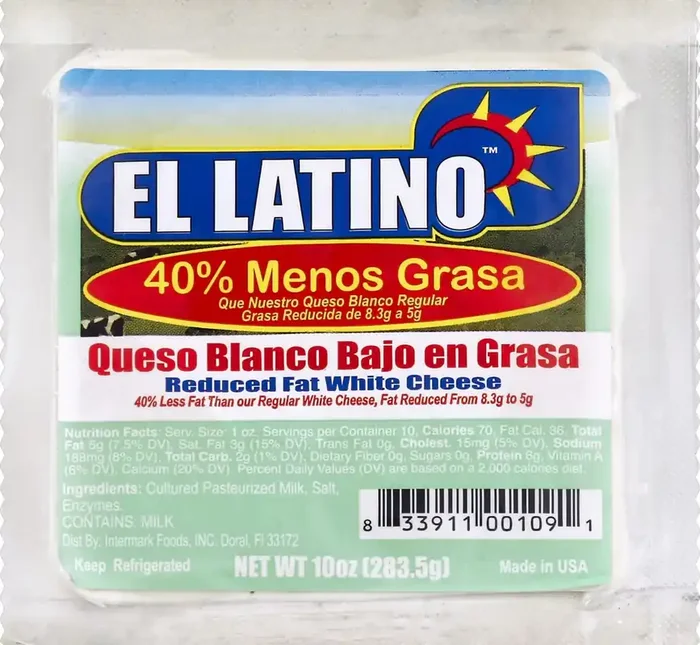 EL LATINO™
40% Menos Grasa
Que Nuestro Queso Blanco Regular
Grasa Reducida de 8.3g a 5g
Queso Blanco Bajo en Grasa
Reduced Fat White Cheese
40% Less Fat Than our Regular White Cheese, Fat Reduced From 8.3g to 5g
Nutrition Facts: Serv. Size: 1 oz. Servings per Container 10, Calories 70, Fat Cal. 36. Total
Fat 5g (7.5% DV). Sat. Fat 3g (15% DV). Trans Fat 0g. Cholest. 15mg (5% DV). Sodium
188mg (8% DV). Total Carb. 2g (1% DV). Dietary Fiber 0g. Sugars 0g. Protein 6g. Vitamin A
(6% DV). Calcium (20% DV). Percent Daily Values (DV) are based on a 2,000 calories diet.
Ingredients: Cultured Pasteurized Milk, Salt,
Enzymes.
CONTAINS: MILK
Dist By: Intermark Foods, INC. Doral, Fl 33172
8 33911 00109 1
Keep Refrigerated
NET WT 10oz (283.5g)
Made in USA